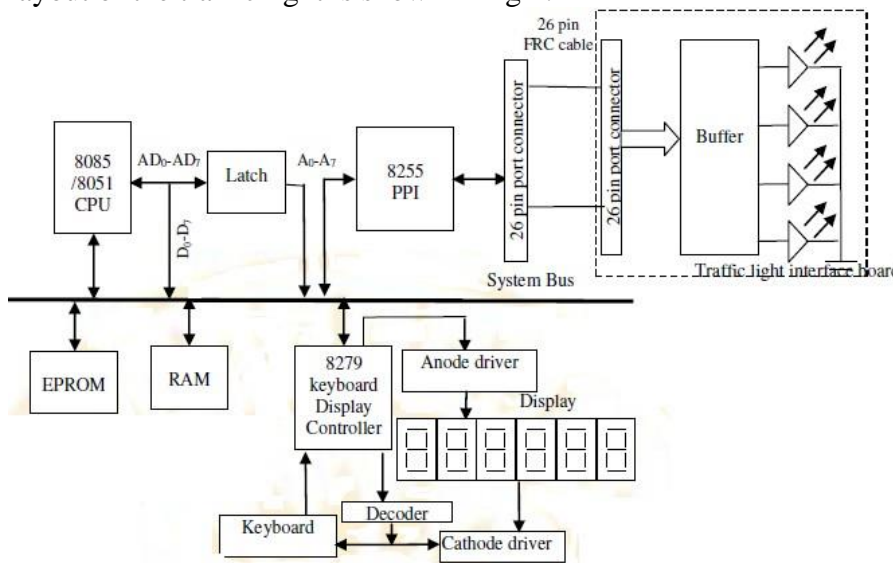 26 pin
FRC cable
26 pin port connector
26 pin port connector
Buffer
8085
/8051
CPU
AD₀-AD₇
Latch
A₀-A₇
8255
PPI
D₀-D₇
System Bus
Traffic light interface board
EPROM
RAM
8279
keyboard
Display
Controller
Anode driver
Display
Keyboard
Decoder
Cathode driver